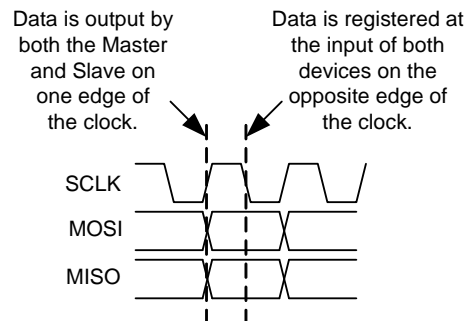 Data is output by
both the Master
and Slave on
one edge of
the clock.
Data is registered at
the input of both
devices on the
opposite edge of
the clock.
SCLK
MOSI
MISO